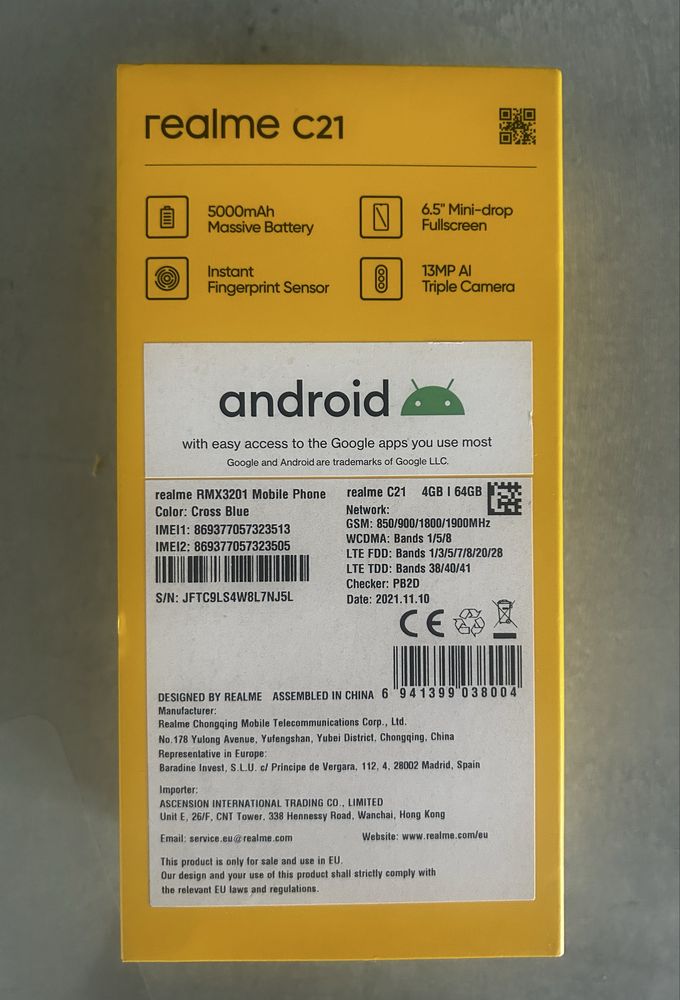 realme C21
5000mAh
Massive Battery
6.5" Mini-drop
Fullscreen
Instant
Fingerprint Sensor
13MP AI
Triple Camera
android
with easy access to the Google apps you use most
Google and Android are trademarks of Google LLC.
realme RMX3201 Mobile Phone
Color: Cross Blue
IMEI1: 869377057323513
IMEI2: 869377057323505
S/N: JFTC9LS4W8L7NJ5L
realme C21 4GB | 64GB
Network:
GSM: 850/900/1800/1900MHz
WCDMA: Bands 1/5/8
LTE FDD: Bands 1/3/5/7/8/20/28
LTE TDD: Bands 38/40/41
Checker: PB2D
Date: 2021.11.10
CE
6 941399 038004
DESIGNED BY REALME ASSEMBLED IN CHINA
Manufacturer:
Realme Chongqing Mobile Telecommunications Corp., Ltd.
No.178 Yulong Avenue, Yufengshan, Yubei District, Chongqing, China
Representative in Europe:
Baradine Invest, S.L.U. c/ Principe de Vergara, 112, 4, 28002 Madrid, Spain
Importer:
ASCENSION INTERNATIONAL TRADING CO., LIMITED
Unit E, 26/F, CNT Tower, 338 Hennessy Road, Wanchai, Hong Kong
Email: service.eu@realme.com Website: www.realme.com/eu
This product is only for sale and use in EU.
Our design and your use of this product shall strictly comply with
the relevant EU laws and regulations.